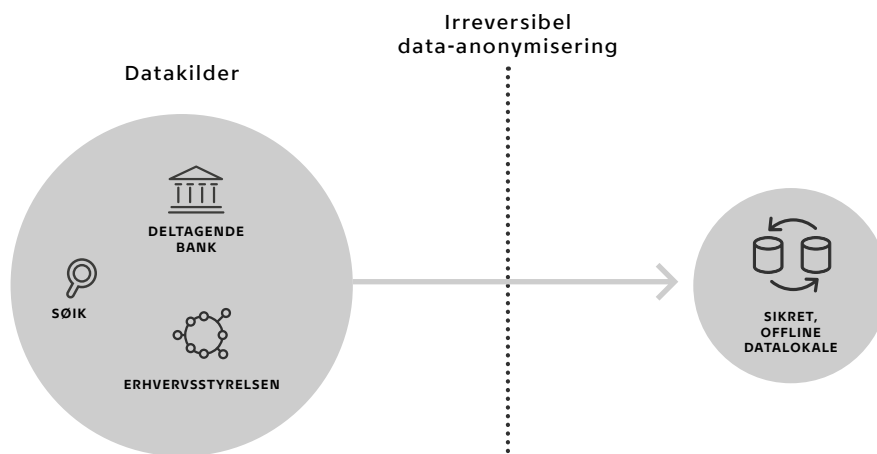 Irreversibel
data-anonymisering
Datakilder
DELTAGENDE
BANK
SØIK
ERHVERVSSTYRELSEN
SIKRET,
OFFLINE
DATALOKALE